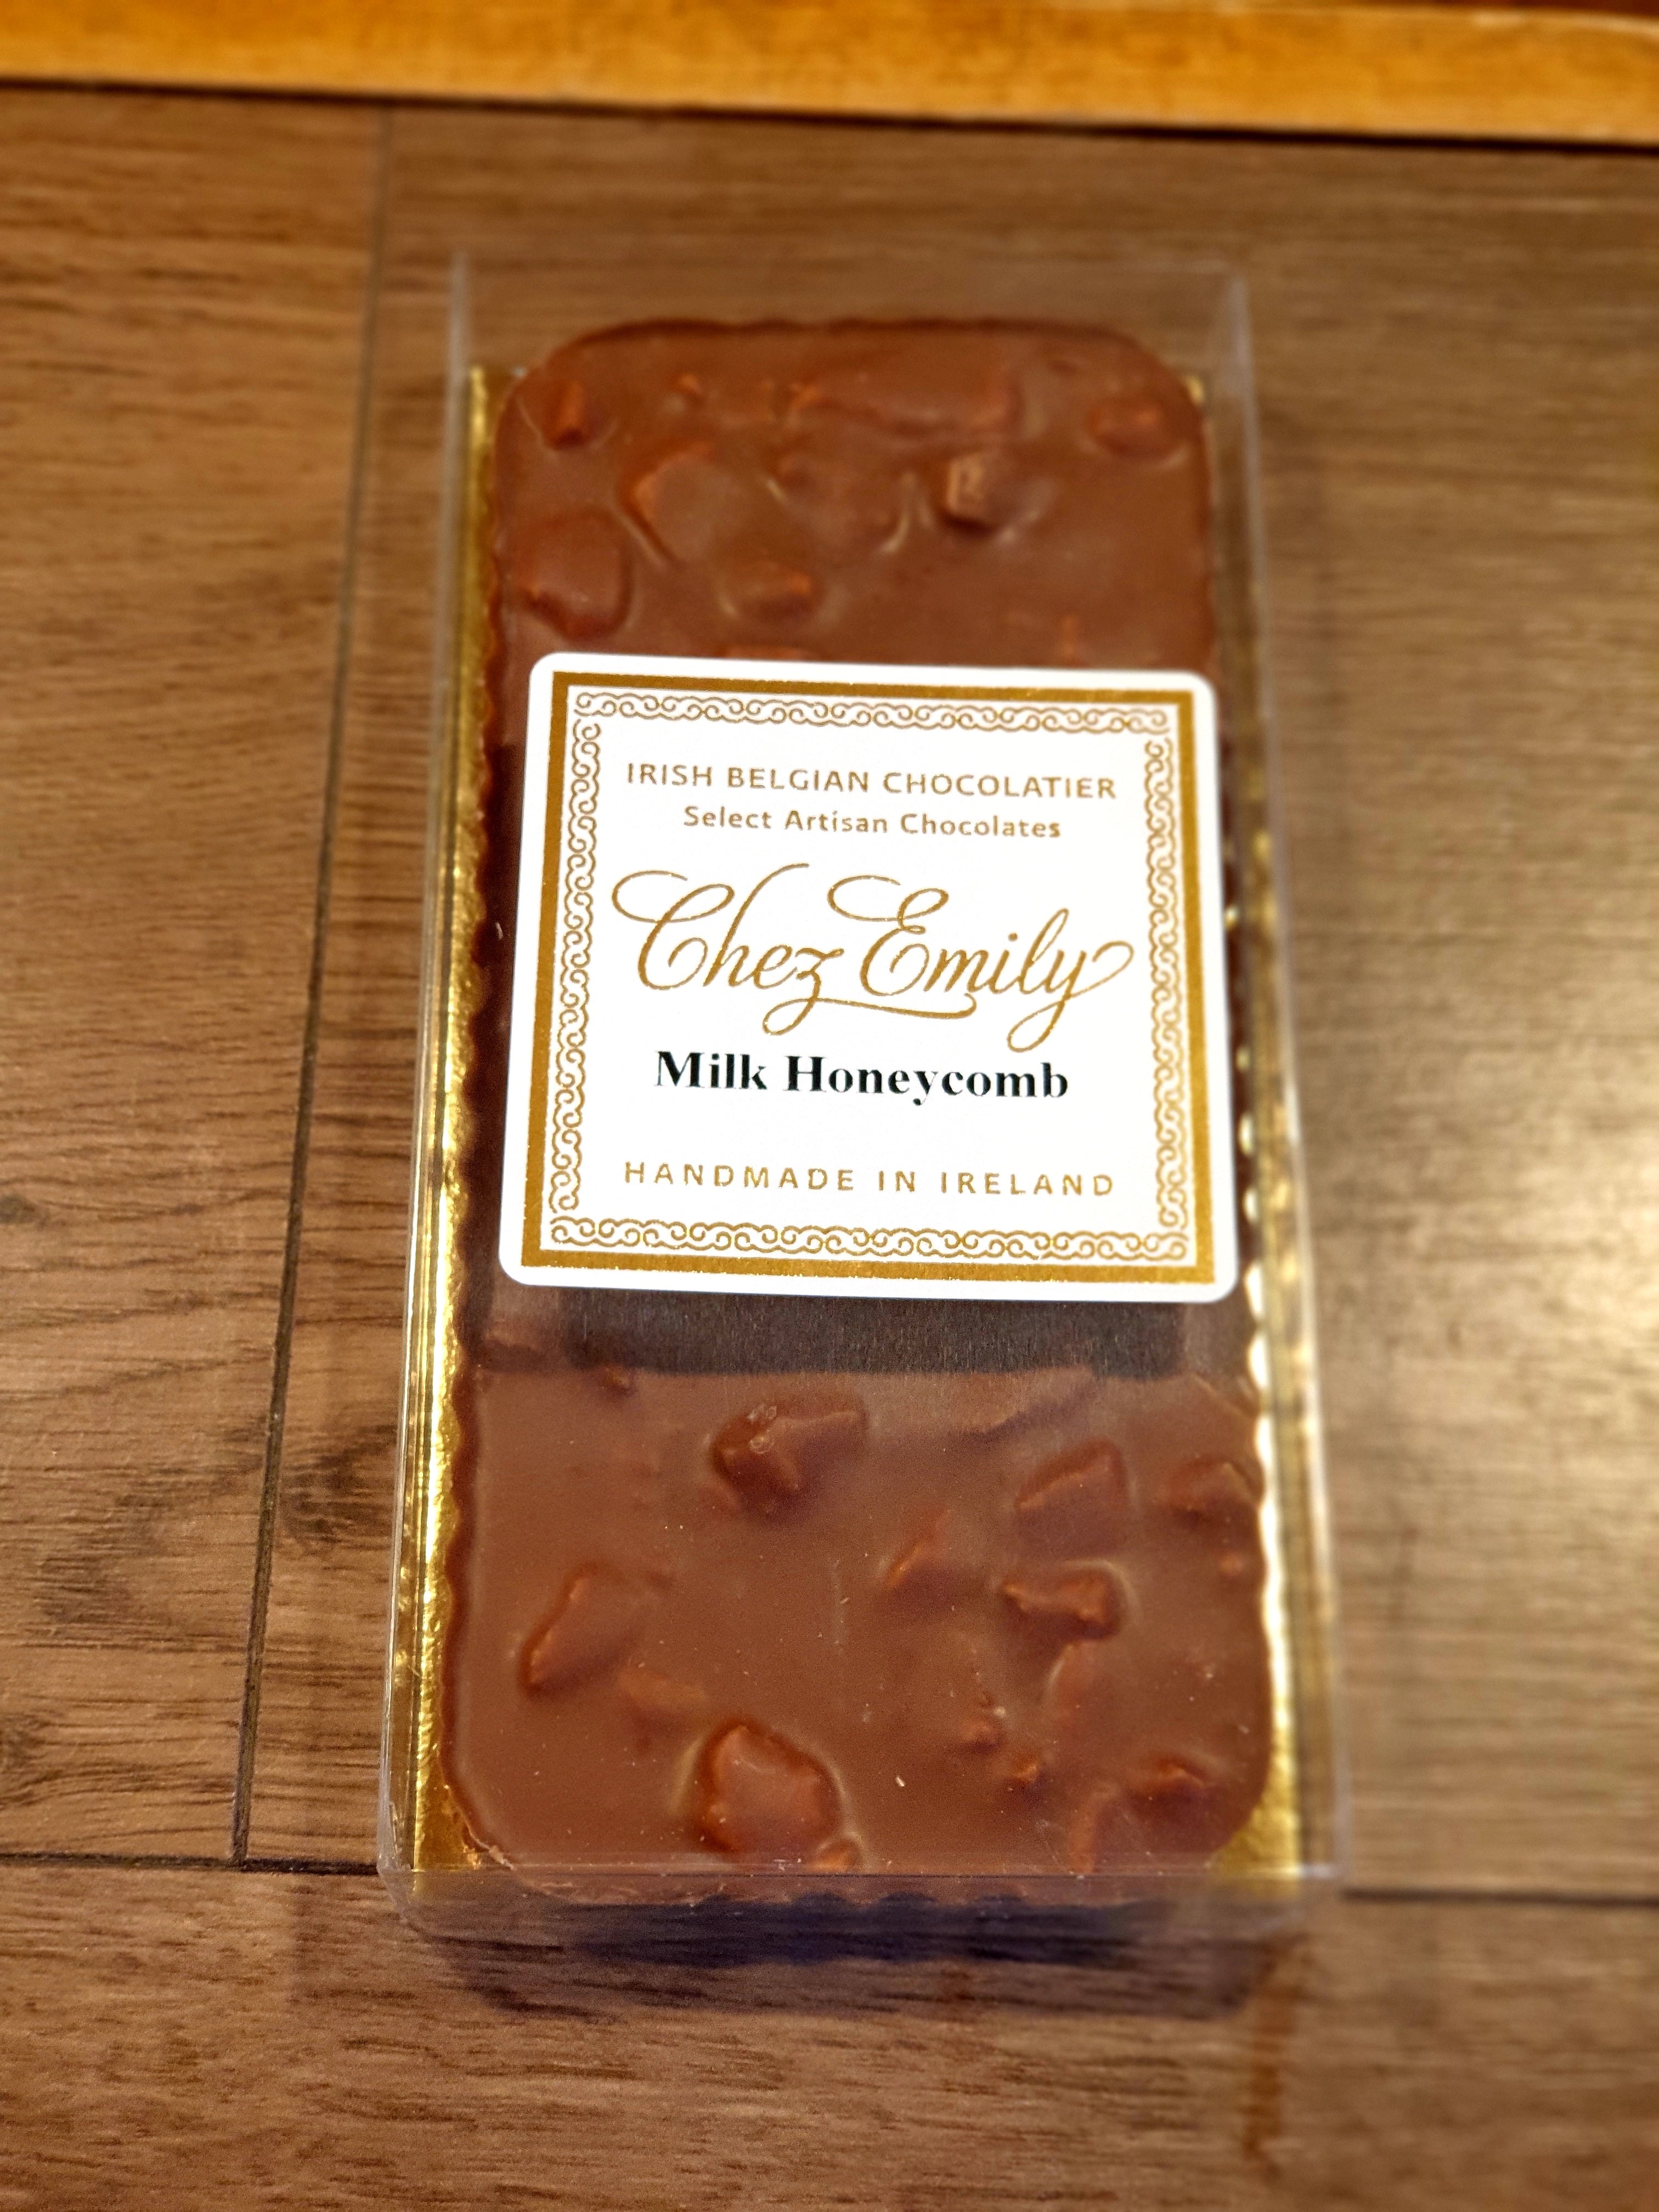 IRISH BELGIAN CHOCOLATIER
Select Artisan Chocolates
Chez Emily
Milk Honeycomb
HANDMADE IN IRELAND